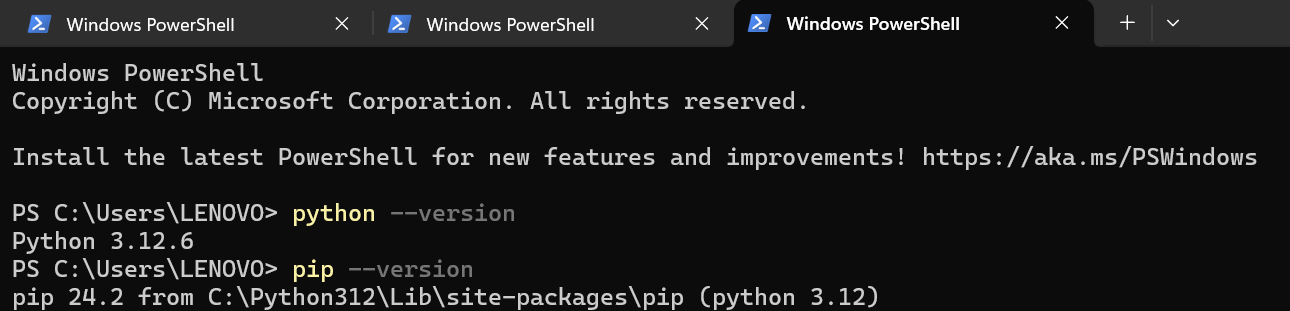 Windows PowerShell
Windows PowerShell
Windows PowerShell
Windows PowerShell
Copyright (C) Microsoft Corporation. All rights reserved.
Install the latest PowerShell for new features and improvements! https://aka.ms/PSWindows
PS C:\Users\LENOVO> python --version
Python 3.12.6
PS C:\Users\LENOVO> pip --version
pip 24.2 from C:\Python312\Lib\site-packages\pip (python 3.12)